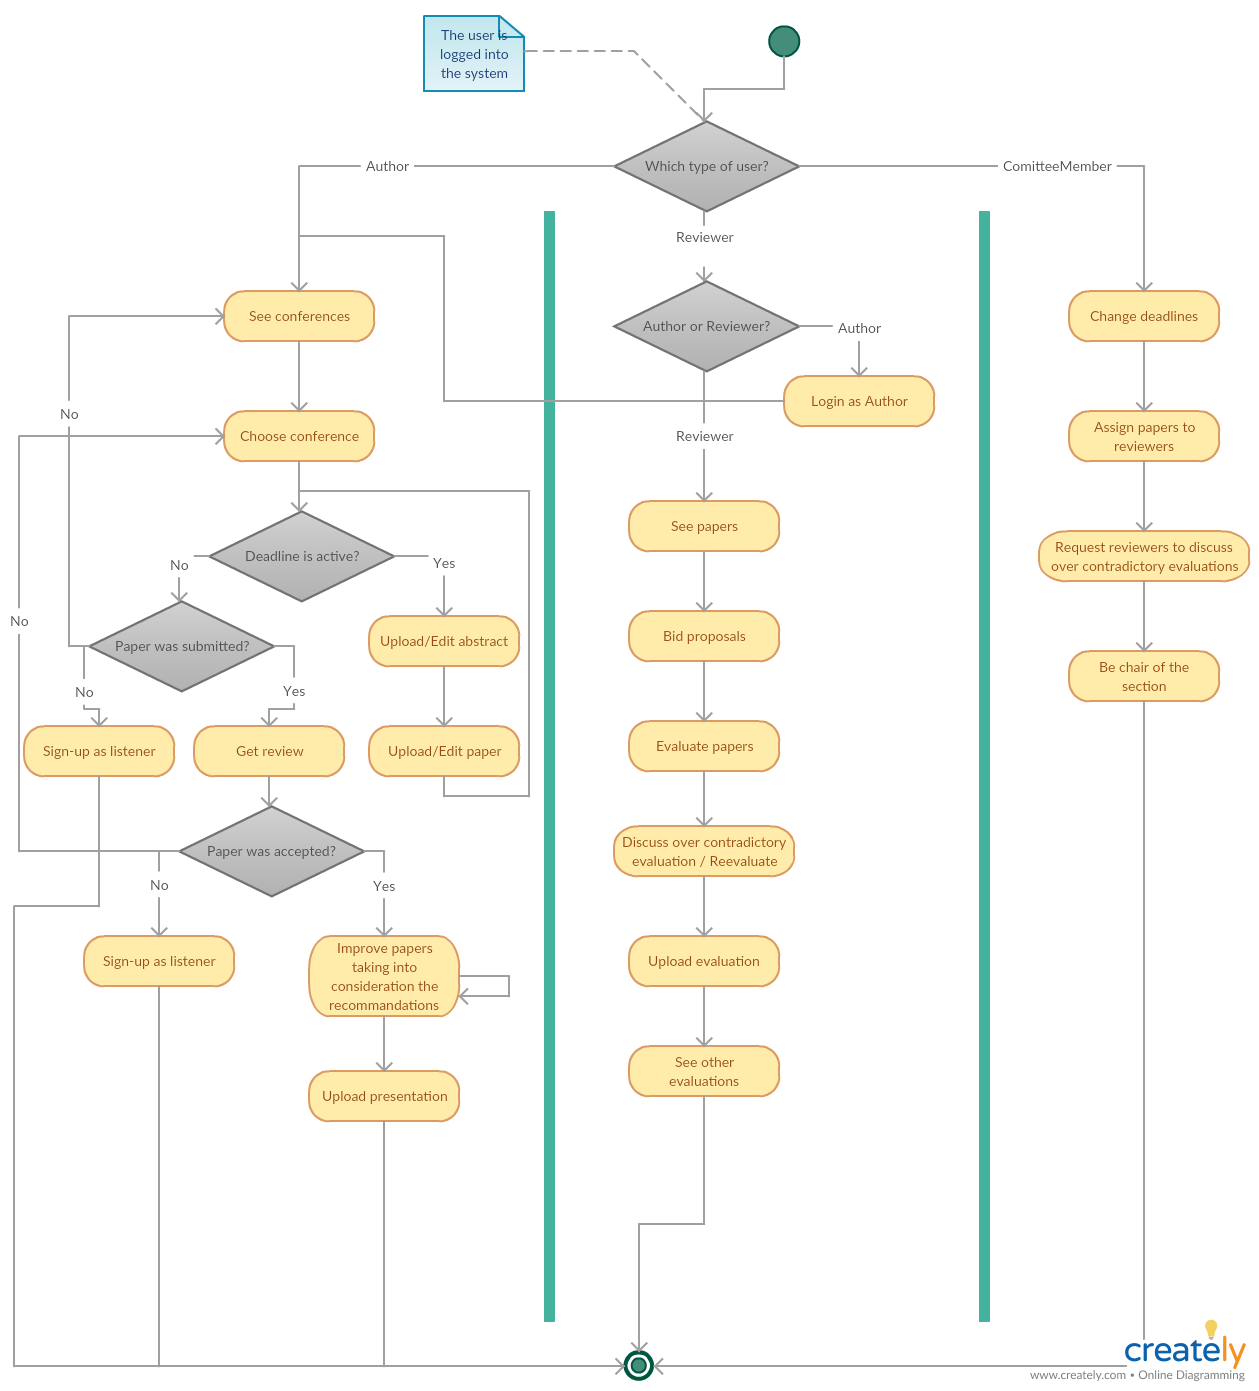 The user is
logged into
the system
Which type of user?
Author
ComitteeMember
Reviewer
See conferences
Author or Reviewer?
Author
Change deadlines
Login as Author
No
Choose conference
Reviewer
Assign papers to
reviewers
See papers
Deadline is active?
No
Yes
Request reviewers to discuss
over contradictory evaluations
No
Paper was submitted?
Upload/Edit abstract
Bid proposals
Be chair of the
section
No
Yes
Sign-up as listener
Get review
Upload/Edit paper
Evaluate papers
Paper was accepted?
Discuss over contradictory
evaluation / Reevaluate
No
Yes
Sign-up as listener
Improve papers
taking into
consideration the
recommandations
Upload evaluation
See other
evaluations
Upload presentation
creately
www.creately.com • Online Diagramming